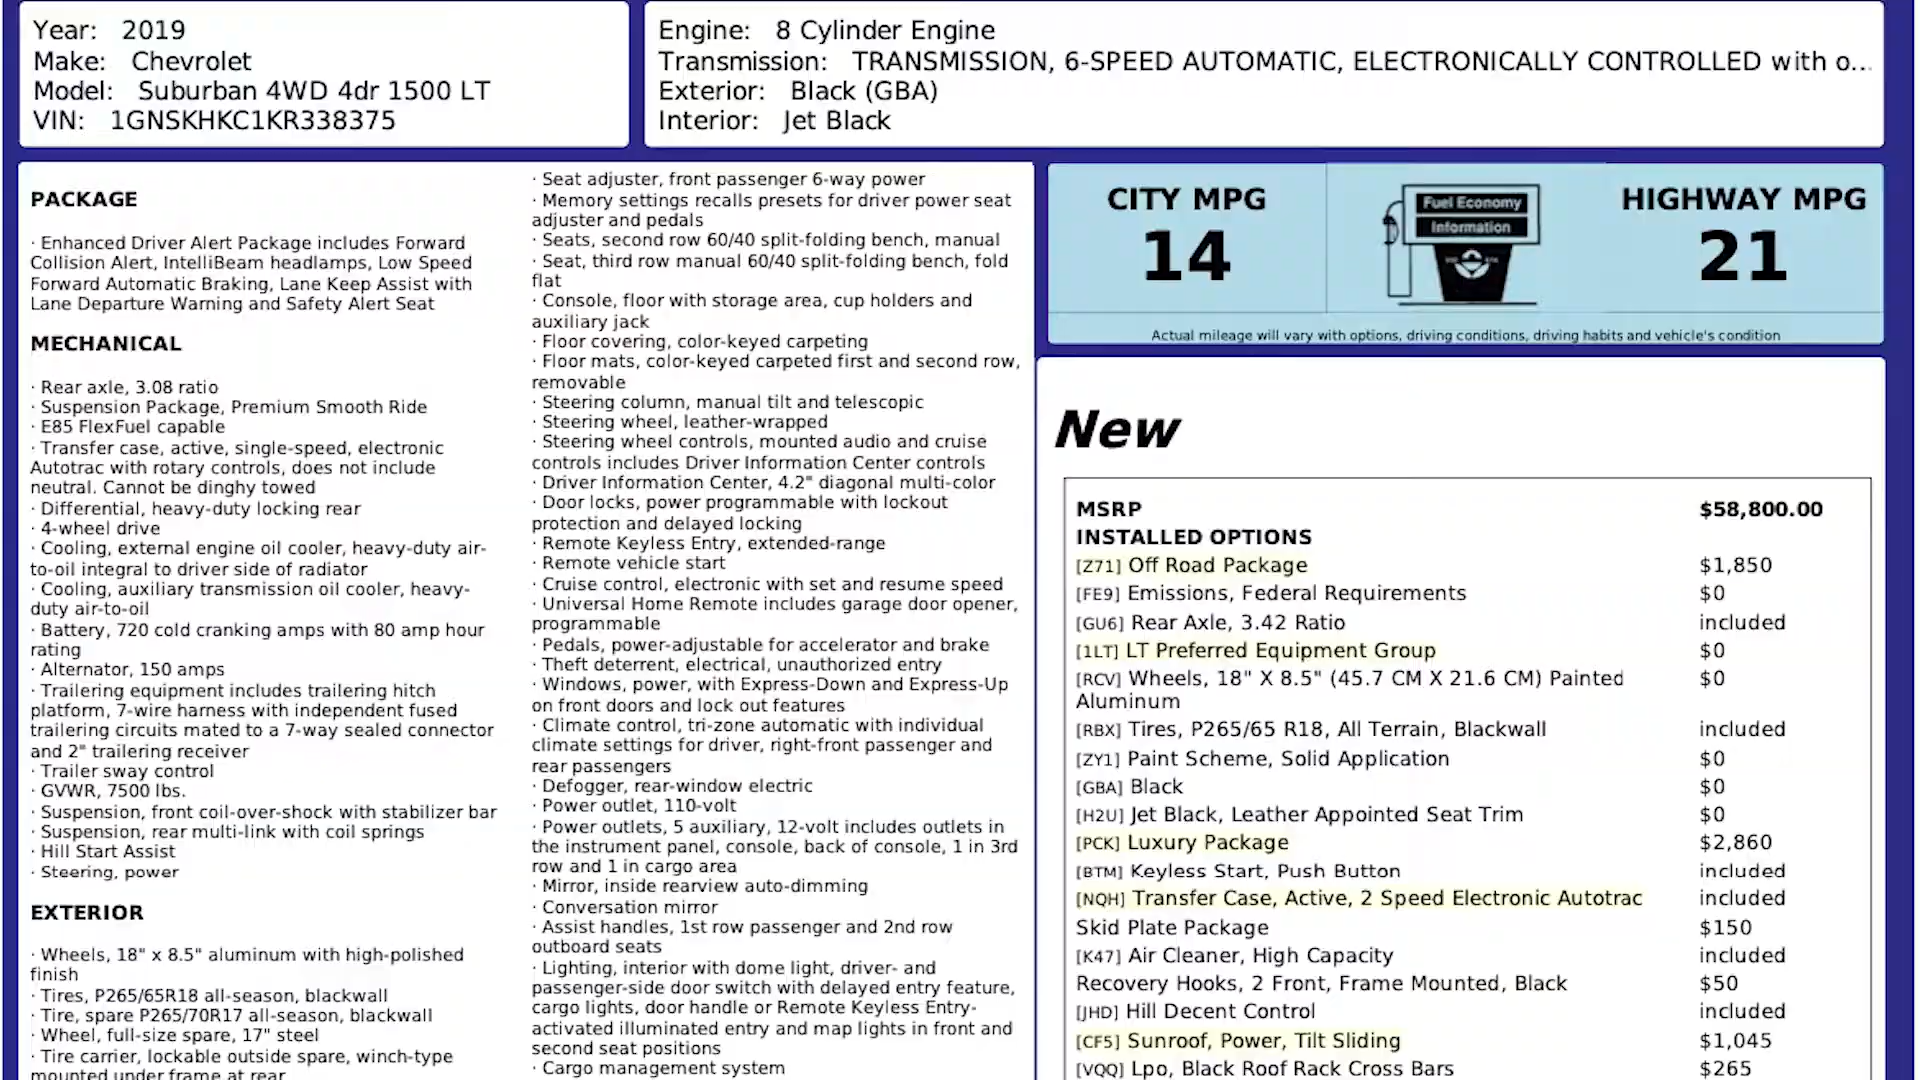 Year: 2019
Make: Chevrolet
Model: Suburban 4WD 4dr 1500 LT
VIN: 1GNSKHKC1KR338375
Engine: 8 Cylinder Engine
Transmission: TRANSMISSION, 6-SPEED AUTOMATIC, ELECTRONICALLY CONTROLLED with o...
Exterior: Black (GBA)
Interior: Jet Black
PACKAGE
· Enhanced Driver Alert Package includes Forward
Collision Alert, IntelliBeam headlamps, Low Speed
Forward Automatic Braking, Lane Keep Assist with
Lane Departure Warning and Safety Alert Seat
MECHANICAL
· Rear axle, 3.08 ratio
· Suspension Package, Premium Smooth Ride
· E85 FlexFuel capable
· Transfer case, active, single-speed, electronic
Autotrac with rotary controls, does not include
neutral. Cannot be dinghy towed
· Differential, heavy-duty locking rear
· 4-wheel drive
· Cooling, external engine oil cooler, heavy-duty air-
to-oil integral to driver side of radiator
· Cooling, auxiliary transmission oil cooler, heavy-
duty air-to-oil
· Battery, 720 cold cranking amps with 80 amp hour
rating
· Alternator, 150 amps
· Trailering equipment includes trailering hitch
platform, 7-wire harness with independent fused
trailering circuits mated to a 7-way sealed connector
and 2" trailering receiver
· Trailer sway control
· GVWR, 7500 lbs.
· Suspension, front coil-over-shock with stabilizer bar
· Suspension, rear multi-link with coil springs
· Hill Start Assist
· Steering, power
EXTERIOR
· Wheels, 18" x 8.5" aluminum with high-polished
finish
· Tires, P265/65R18 all-season, blackwall
· Tire, spare P265/70R17 all-season, blackwall
· Wheel, full-size spare, 17" steel
· Tire carrier, lockable outside spare, winch-type
mounted under frame at rear
· Seat adjuster, front passenger 6-way power
· Memory settings recalls presets for driver power seat
adjuster and pedals
· Seats, second row 60/40 split-folding bench, manual
· Seat, third row manual 60/40 split-folding bench, fold
flat
· Console, floor with storage area, cup holders and
auxiliary jack
· Floor covering, color-keyed carpeting
· Floor mats, color-keyed carpeted first and second row,
removable
· Steering column, manual tilt and telescopic
· Steering wheel, leather-wrapped
· Steering wheel controls, mounted audio and cruise
controls includes Driver Information Center controls
· Driver Information Center, 4.2" diagonal multi-color
· Door locks, power programmable with lockout
protection and delayed locking
· Remote Keyless Entry, extended-range
· Remote vehicle start
· Cruise control, electronic with set and resume speed
· Universal Home Remote includes garage door opener,
programmable
· Pedals, power-adjustable for accelerator and brake
· Theft deterrent, electrical, unauthorized entry
· Windows, power, with Express-Down and Express-Up
on front doors and lock out features
· Climate control, tri-zone automatic with individual
climate settings for driver, right-front passenger and
rear passengers
· Defogger, rear-window electric
· Power outlet, 110-volt
· Power outlets, 5 auxiliary, 12-volt includes outlets in
the instrument panel, console, back of console, 1 in 3rd
row and 1 in cargo area
· Mirror, inside rearview auto-dimming
· Conversation mirror
· Assist handles, 1st row passenger and 2nd row
outboard seats
· Lighting, interior with dome light, driver- and
passenger-side door switch with delayed entry feature,
cargo lights, door handle or Remote Keyless Entry-
activated illuminated entry and map lights in front and
second seat positions
· Cargo management system
CITY MPG
14
Fuel Economy
Information
HIGHWAY MPG
21
Actual mileage will vary with options, driving conditions, driving habits and vehicle's condition
New
MSRP $58,800.00
INSTALLED OPTIONS
[Z71] Off Road Package $1,850
[FE9] Emissions, Federal Requirements $0
[GU6] Rear Axle, 3.42 Ratio included
[1LT] LT Preferred Equipment Group $0
[RCV] Wheels, 18" X 8.5" (45.7 CM X 21.6 CM) Painted $0
Aluminum
[RBX] Tires, P265/65 R18, All Terrain, Blackwall included
[ZY1] Paint Scheme, Solid Application $0
[GBA] Black $0
[H2U] Jet Black, Leather Appointed Seat Trim $0
[PCK] Luxury Package $2,860
[BTM] Keyless Start, Push Button included
[NQH] Transfer Case, Active, 2 Speed Electronic Autotrac included
Skid Plate Package $150
[K47] Air Cleaner, High Capacity included
Recovery Hooks, 2 Front, Frame Mounted, Black $50
[JHD] Hill Decent Control included
[CF5] Sunroof, Power, Tilt Sliding $1,045
[VQQ] Lpo, Black Roof Rack Cross Bars $265